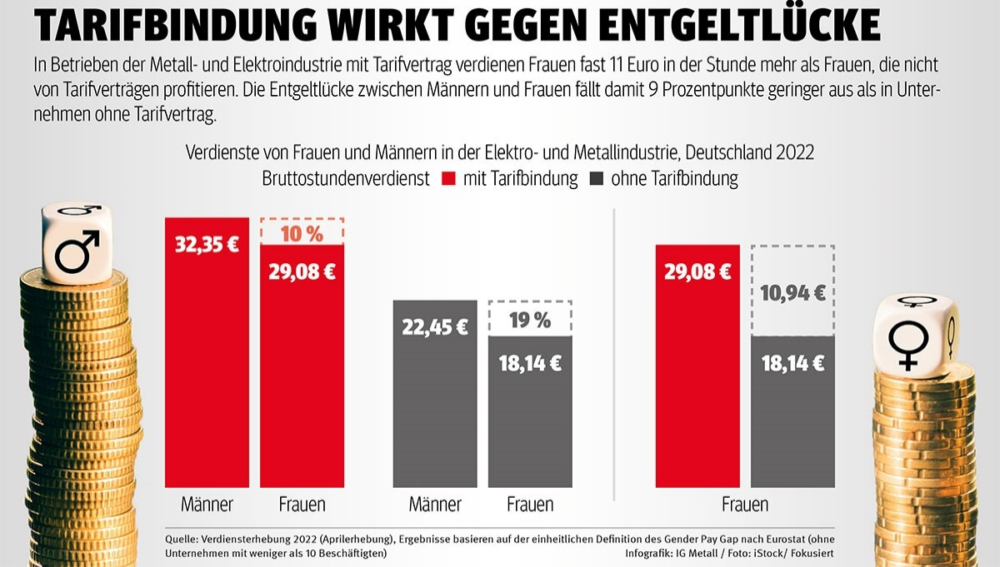 TARIFBINDUNG WIRKT GEGEN ENTGELTLÜCKE
In Betrieben der Metall- und Elektroindustrie mit Tarifvertrag verdienen Frauen fast 11 Euro in der Stunde mehr als Frauen, die nicht
von Tarifverträgen profitieren. Die Entgeltlücke zwischen Männern und Frauen fällt damit 9 Prozentpunkte geringer aus als in Unter-
nehmen ohne Tarifvertrag.
Verdienste von Frauen und Männern in der Elektro- und Metallindustrie, Deutschland 2022
Bruttostundenverdienst mit Tarifbindung ohne Tarifbindung
32,35 €
10 %
29,08 €
22,45 €
19 %
18,14 €
29,08 €
10,94 €
18,14 €
Männer Frauen Männer Frauen Frauen
Quelle: Verdiensterhebung 2022 (Aprilerhebung), Ergebnisse basieren auf der einheitlichen Definition des Gender Pay Gap nach Eurostat (ohne
Unternehmen mit weniger als 10 Beschäftigten) Infografik: IG Metall / Foto: iStock/ Fokusiert